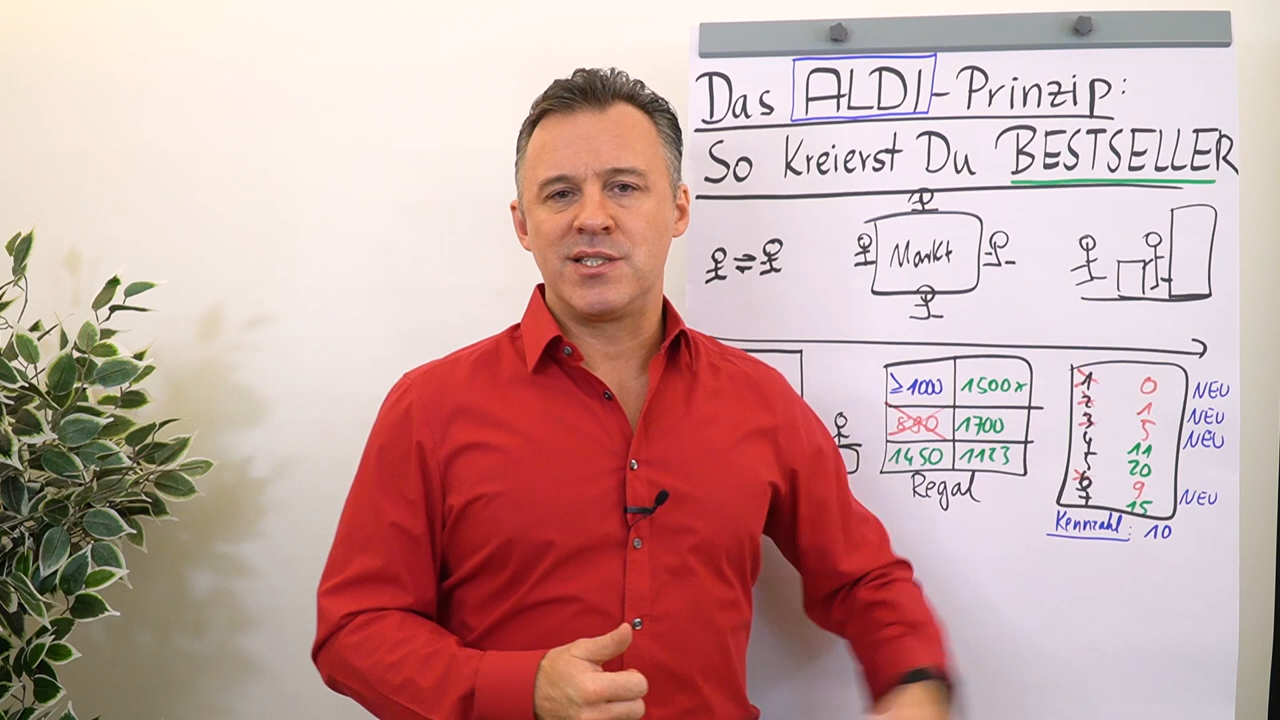 Das ALDI-Prinzip:
So Kreierst Du BESTSELLER
Markt
≥1000 1500x
890 1700
1450 1123
Regal
1 0 NEU
2 1 NEU
3 5 NEU
4 11
5 20
6 9
7 15 NEU
Kennzahl: 10